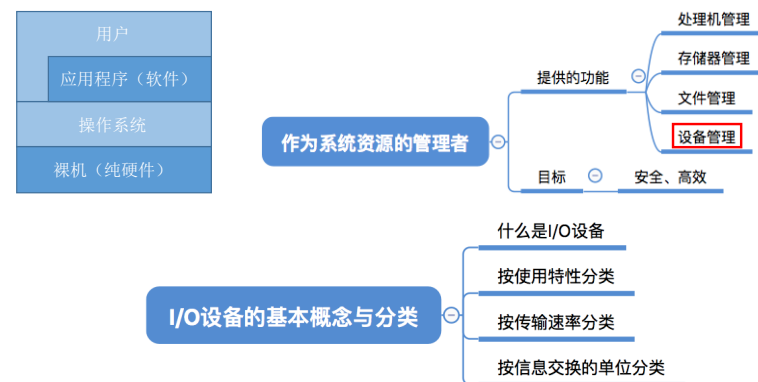 用户
应用程序（软件）
操作系统
裸机（纯硬件）
作为系统资源的管理者
提供的功能
处理机管理
存储器管理
文件管理
设备管理
目标
安全、高效
I/O设备的基本概念与分类
什么是I/O设备
按使用特性分类
按传输速率分类
按信息交换的单位分类